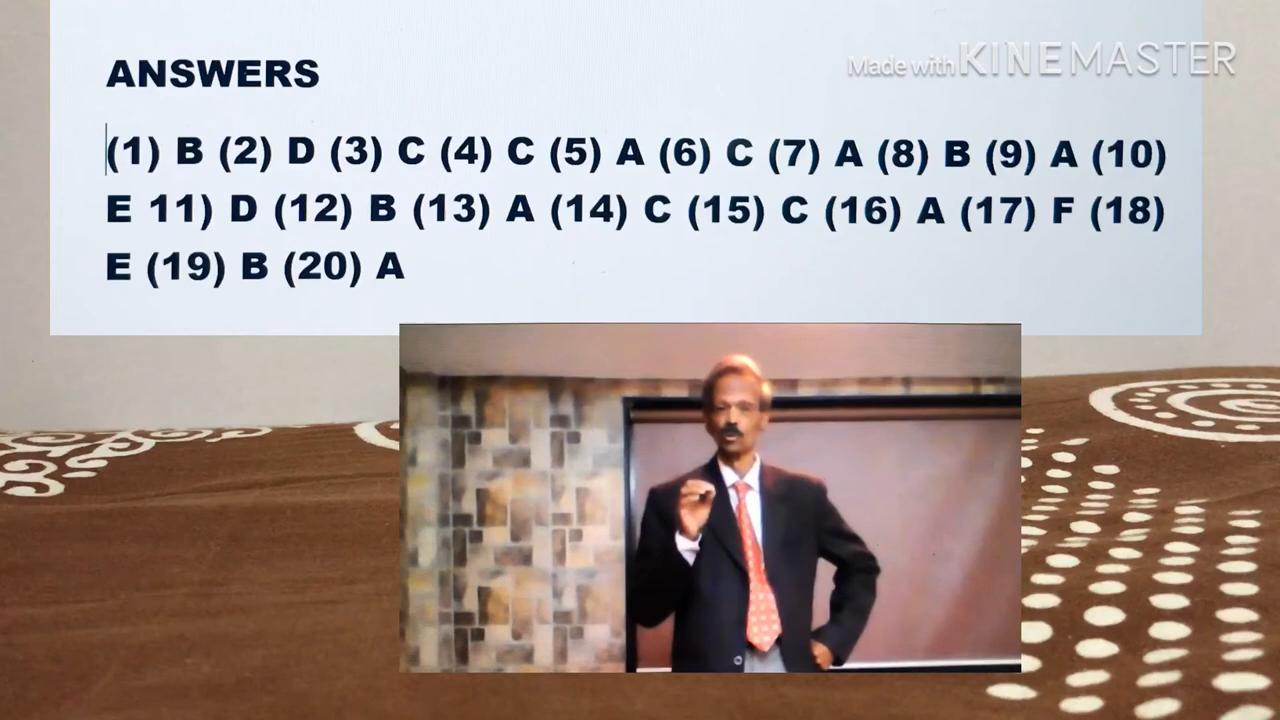 Made with KINEMASTER
ANSWERS
(1) B (2) D (3) C (4) C (5) A (6) C (7) A (8) B (9) A (10)
E 11) D (12) B (13) A (14) C (15) C (16) A (17) F (18)
E (19) B (20) A